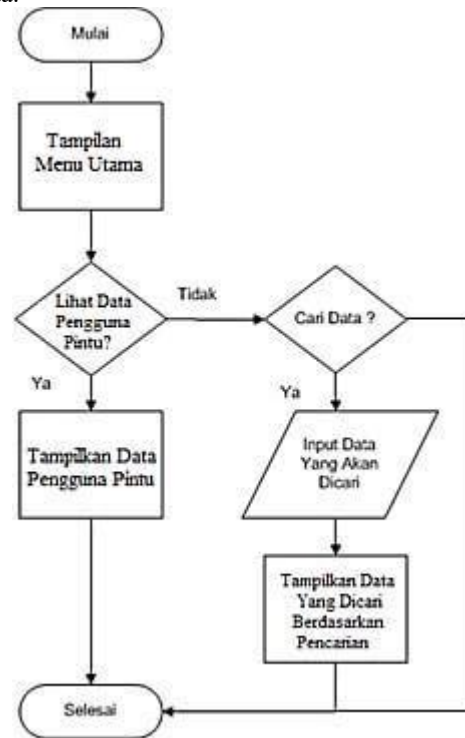 Mulai
Tampilan
Menu Utama
Lihat Data
Pengguna
Pintu?
Tidak
Cari Data ?
Ya
Ya
Tampilkan Data
Pengguna Pintu
Input Data
Yang Akan
Dicari
Tampilkan Data
Yang Dicari
Berdasarkan
Pencarian
Selesai